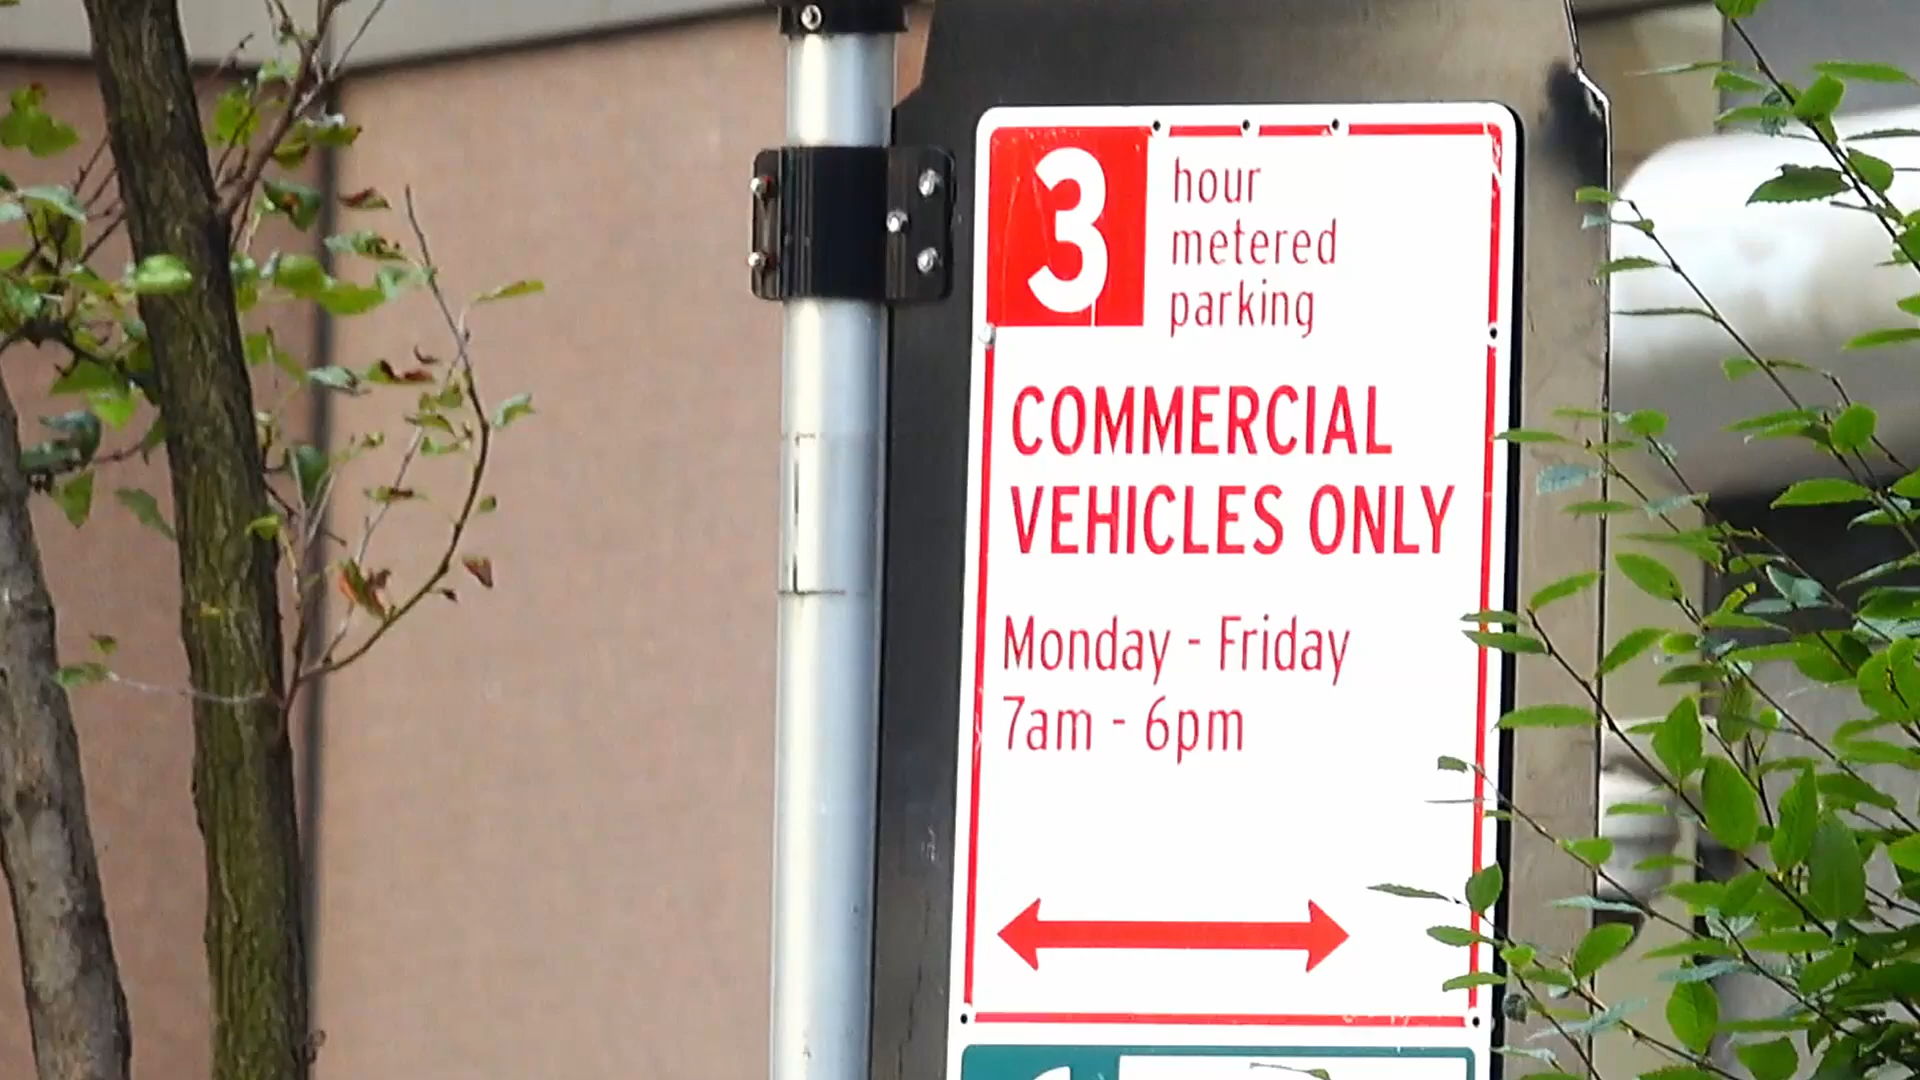 3
hour
metered
parking
COMMERCIAL
VEHICLES ONLY
Monday - Friday
7am - 6pm